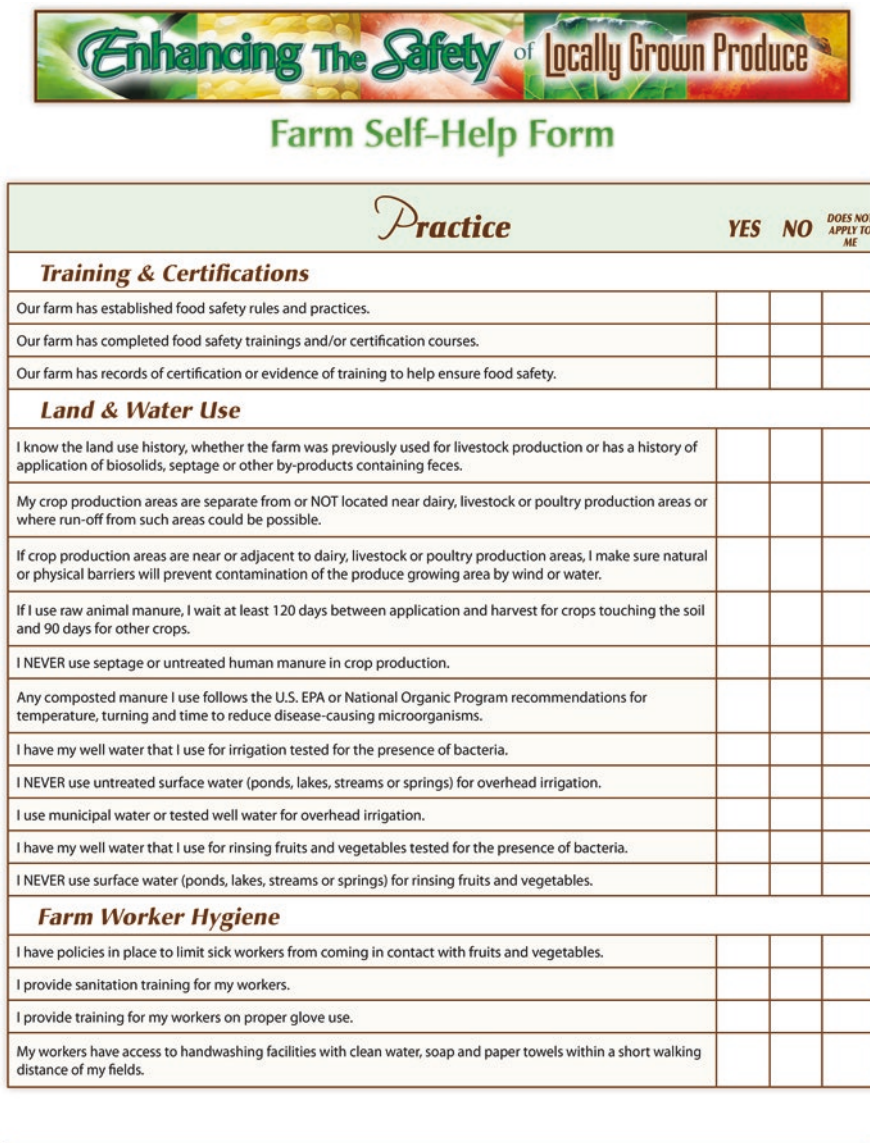 Enhancing The Safety of Locally Grown Produce
Farm Self-Help Form
Practice YES NO DOES NOT
APPLY TO
ME
Training & Certifications
Our farm has established food safety rules and practices.
Our farm has completed food safety trainings and/or certification courses.
Our farm has records of certification or evidence of training to help ensure food safety.
Land & Water Use
I know the land use history, whether the farm was previously used for livestock production or has a history of
application of biosolids, septage or other by-products containing feces.
My crop production areas are separate from or NOT located near dairy, livestock or poultry production areas or
where run-off from such areas could be possible.
If crop production areas are near or adjacent to dairy, livestock or poultry production areas, I make sure natural
or physical barriers will prevent contamination of the produce growing area by wind or water.
If I use raw animal manure, I wait at least 120 days between application and harvest for crops touching the soil
and 90 days for other crops.
I NEVER use septage or untreated human manure in crop production.
Any composted manure I use follows the U.S. EPA or National Organic Program recommendations for
temperature, turning and time to reduce disease-causing microorganisms.
I have my well water that I use for irrigation tested for the presence of bacteria.
I NEVER use untreated surface water (ponds, lakes, streams or springs) for overhead irrigation.
I use municipal water or tested well water for overhead irrigation.
I have my well water that I use for rinsing fruits and vegetables tested for the presence of bacteria.
I NEVER use surface water (ponds, lakes, streams or springs) for rinsing fruits and vegetables.
Farm Worker Hygiene
I have policies in place to limit sick workers from coming in contact with fruits and vegetables.
I provide sanitation training for my workers.
I provide training for my workers on proper glove use.
My workers have access to handwashing facilities with clean water, soap and paper towels within a short walking
distance of my fields.